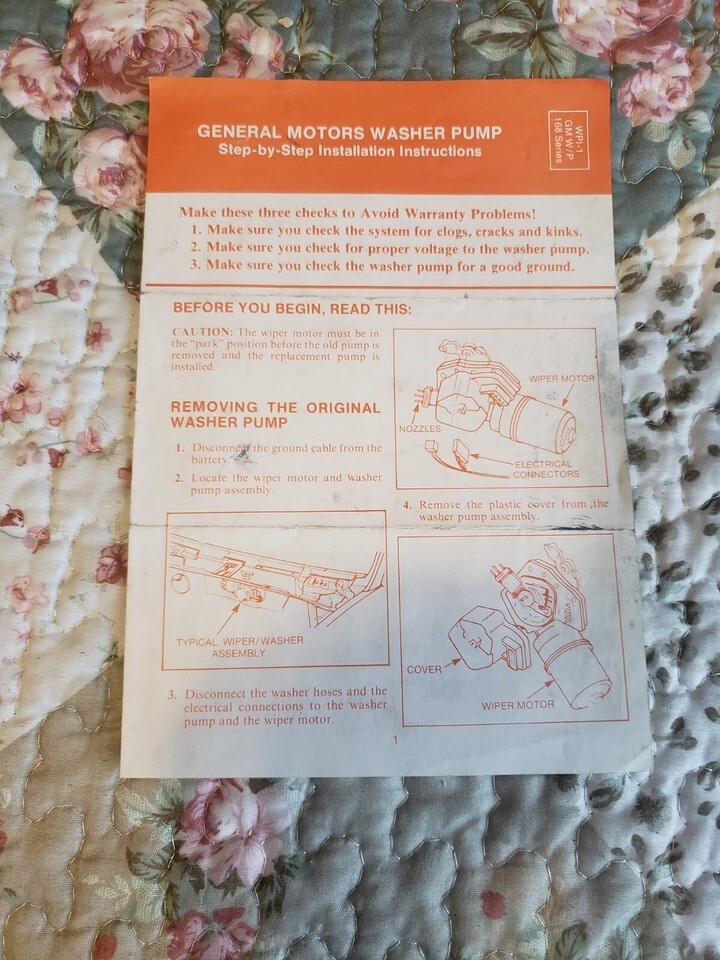 GENERAL MOTORS WASHER PUMP
Step-by-Step Installation Instructions
WPI-1
GM W/P
168 Series
Make these three checks to Avoid Warranty Problems!
1. Make sure you check the system for clogs, cracks and kinks.
2. Make sure you check for proper voltage to the washer pump.
3. Make sure you check the washer pump for a good ground.
BEFORE YOU BEGIN, READ THIS:
CAUTION: The wiper motor must be in
the "park" position before the old pump is
removed and the replacement pump is
installed.
REMOVING THE ORIGINAL
WASHER PUMP
1. Disconnect the ground cable from the
battery.
2. Locate the wiper motor and washer
pump assembly.
TYPICAL WIPER/WASHER
ASSEMBLY
3. Disconnect the washer hoses and the
electrical connections to the washer
pump and the wiper motor.
WIPER MOTOR
NOZZLES
ELECTRICAL
CONNECTORS
4. Remove the plastic cover from the
washer pump assembly.
COVER
WIPER MOTOR
1